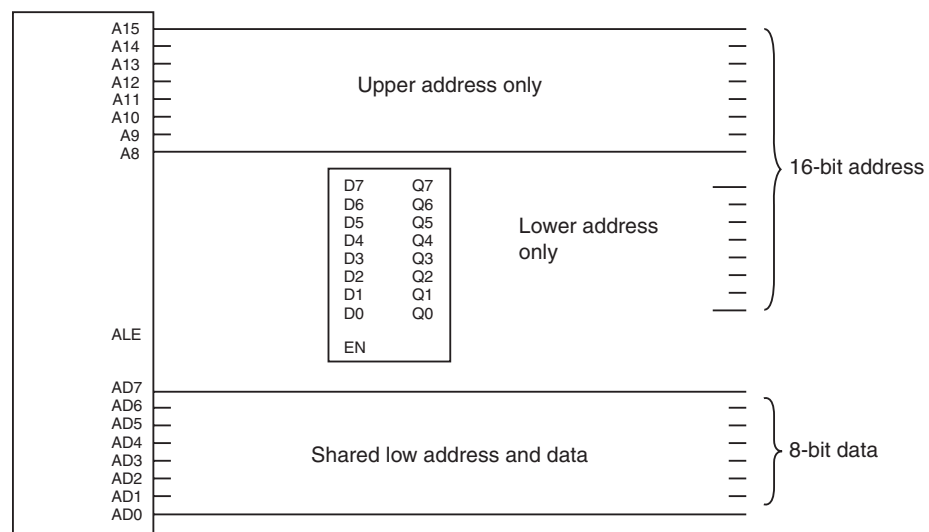 A15
A14
A13
A12
A11
A10
A9
A8
Upper address only
16-bit address
D7 Q7
D6 Q6
D5 Q5
D4 Q4
D3 Q3
D2 Q2
D1 Q1
D0 Q0
EN
Lower address
only
ALE
AD7
AD6
AD5
AD4
AD3
AD2
AD1
AD0
Shared low address and data
8-bit data